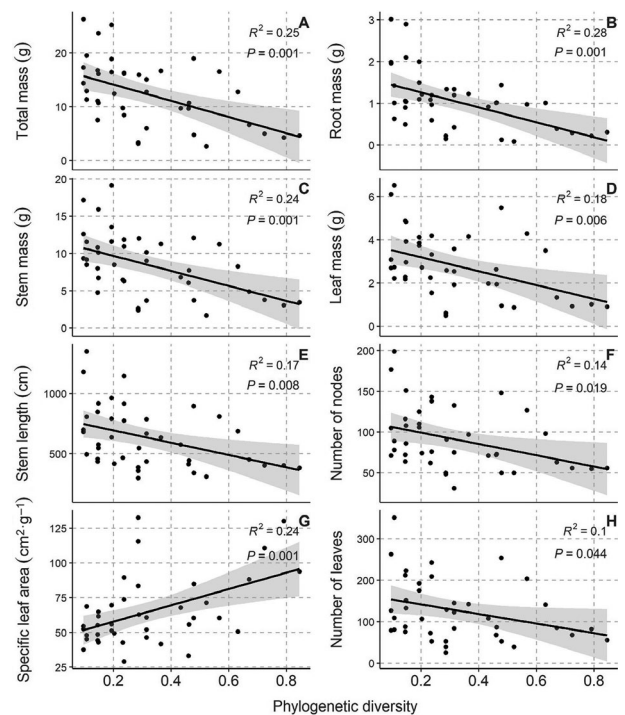 A
R² = 0.25
P = 0.001
Total mass (g)
20
10
0
B
R² = 0.28
P = 0.001
Root mass (g)
3
2
1
0
C
R² = 0.24
P = 0.001
Stem mass (g)
20
15
10
5
0
D
R² = 0.18
P = 0.006
Leaf mass (g)
6
4
2
0
E
R² = 0.17
P = 0.008
Stem length (cm)
1000
500
F
R² = 0.14
P = 0.019
Number of nodes
200
150
100
50
0
G
R² = 0.24
P = 0.001
Specific leaf area (cm²·g⁻¹)
125
100
75
50
25
0.2 0.4 0.6 0.8
H
R² = 0.1
P = 0.044
Number of leaves
300
200
100
0
0.2 0.4 0.6 0.8
Phylogenetic diversity